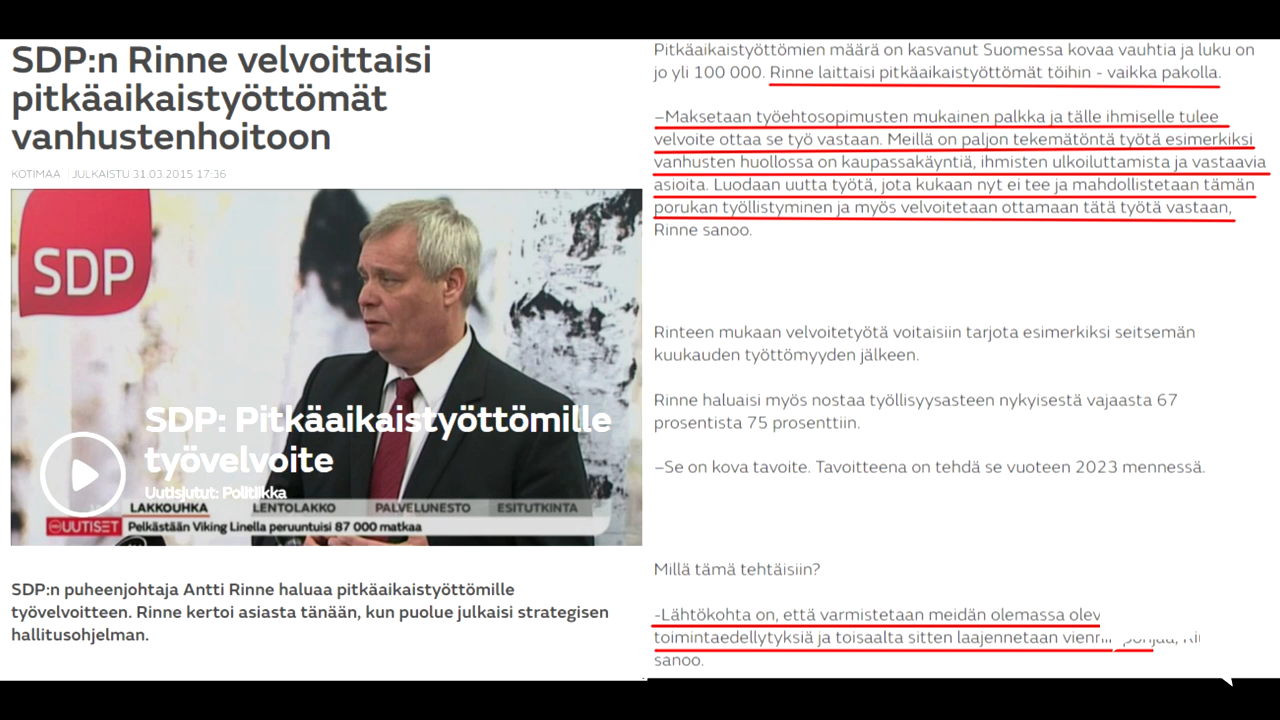 SDP:n Rinne velvoittaisi
pitkäaikaistyöttömät
vanhustenhoitoon
KOTIMAA | JULKAISTU 31.03.2015 17:36
SDP
SDP: Pitkäaikaistyöttömille
työvelvoite
Uutisjutut: Politiikka
LAKKOUHKA LENTOLAKKO PALVELUNESTO ESITUTKINTA
UUTISET Pelkästään Viking Linella peruuntuisi 87 000 matkaa
SDP:n puheenjohtaja Antti Rinne haluaa pitkäaikaistyöttömille
työvelvoitteen. Rinne kertoi asiasta tänään, kun puolue julkaisi strategisen
hallitusohjelman.
Pitkäaikaistyöttömien määrä on kasvanut Suomessa kovaa vauhtia ja luku on
jo yli 100 000. Rinne laittaisi pitkäaikaistyöttömät töihin - vaikka pakolla.
–Maksetaan työehtosopimusten mukainen palkka ja tälle ihmiselle tulee
velvoite ottaa se työ vastaan. Meillä on paljon tekemätöntä työtä esimerkiksi
vanhusten huollossa on kaupassakäyntiä, ihmisten ulkoiluttamista ja vastaavia
asioita. Luodaan uutta työtä, jota kukaan nyt ei tee ja mahdollistetaan tämän
porukan työllistyminen ja myös velvoitetaan ottamaan tätä työtä vastaan,
Rinne sanoo.
Rinteen mukaan velvoitetyötä voitaisiin tarjota esimerkiksi seitsemän
kuukauden työttömyyden jälkeen.
Rinne haluaisi myös nostaa työllisyysasteen nykyisestä vajaasta 67
prosentista 75 prosenttiin.
–Se on kova tavoite. Tavoitteena on tehdä se vuoteen 2023 mennessä.
Millä tämä tehtäisiin?
-Lähtökohta on, että varmistetaan meidän olemassa olev
toimintaedellytyksiä ja toisaalta sitten laajennetaan
sanoo.